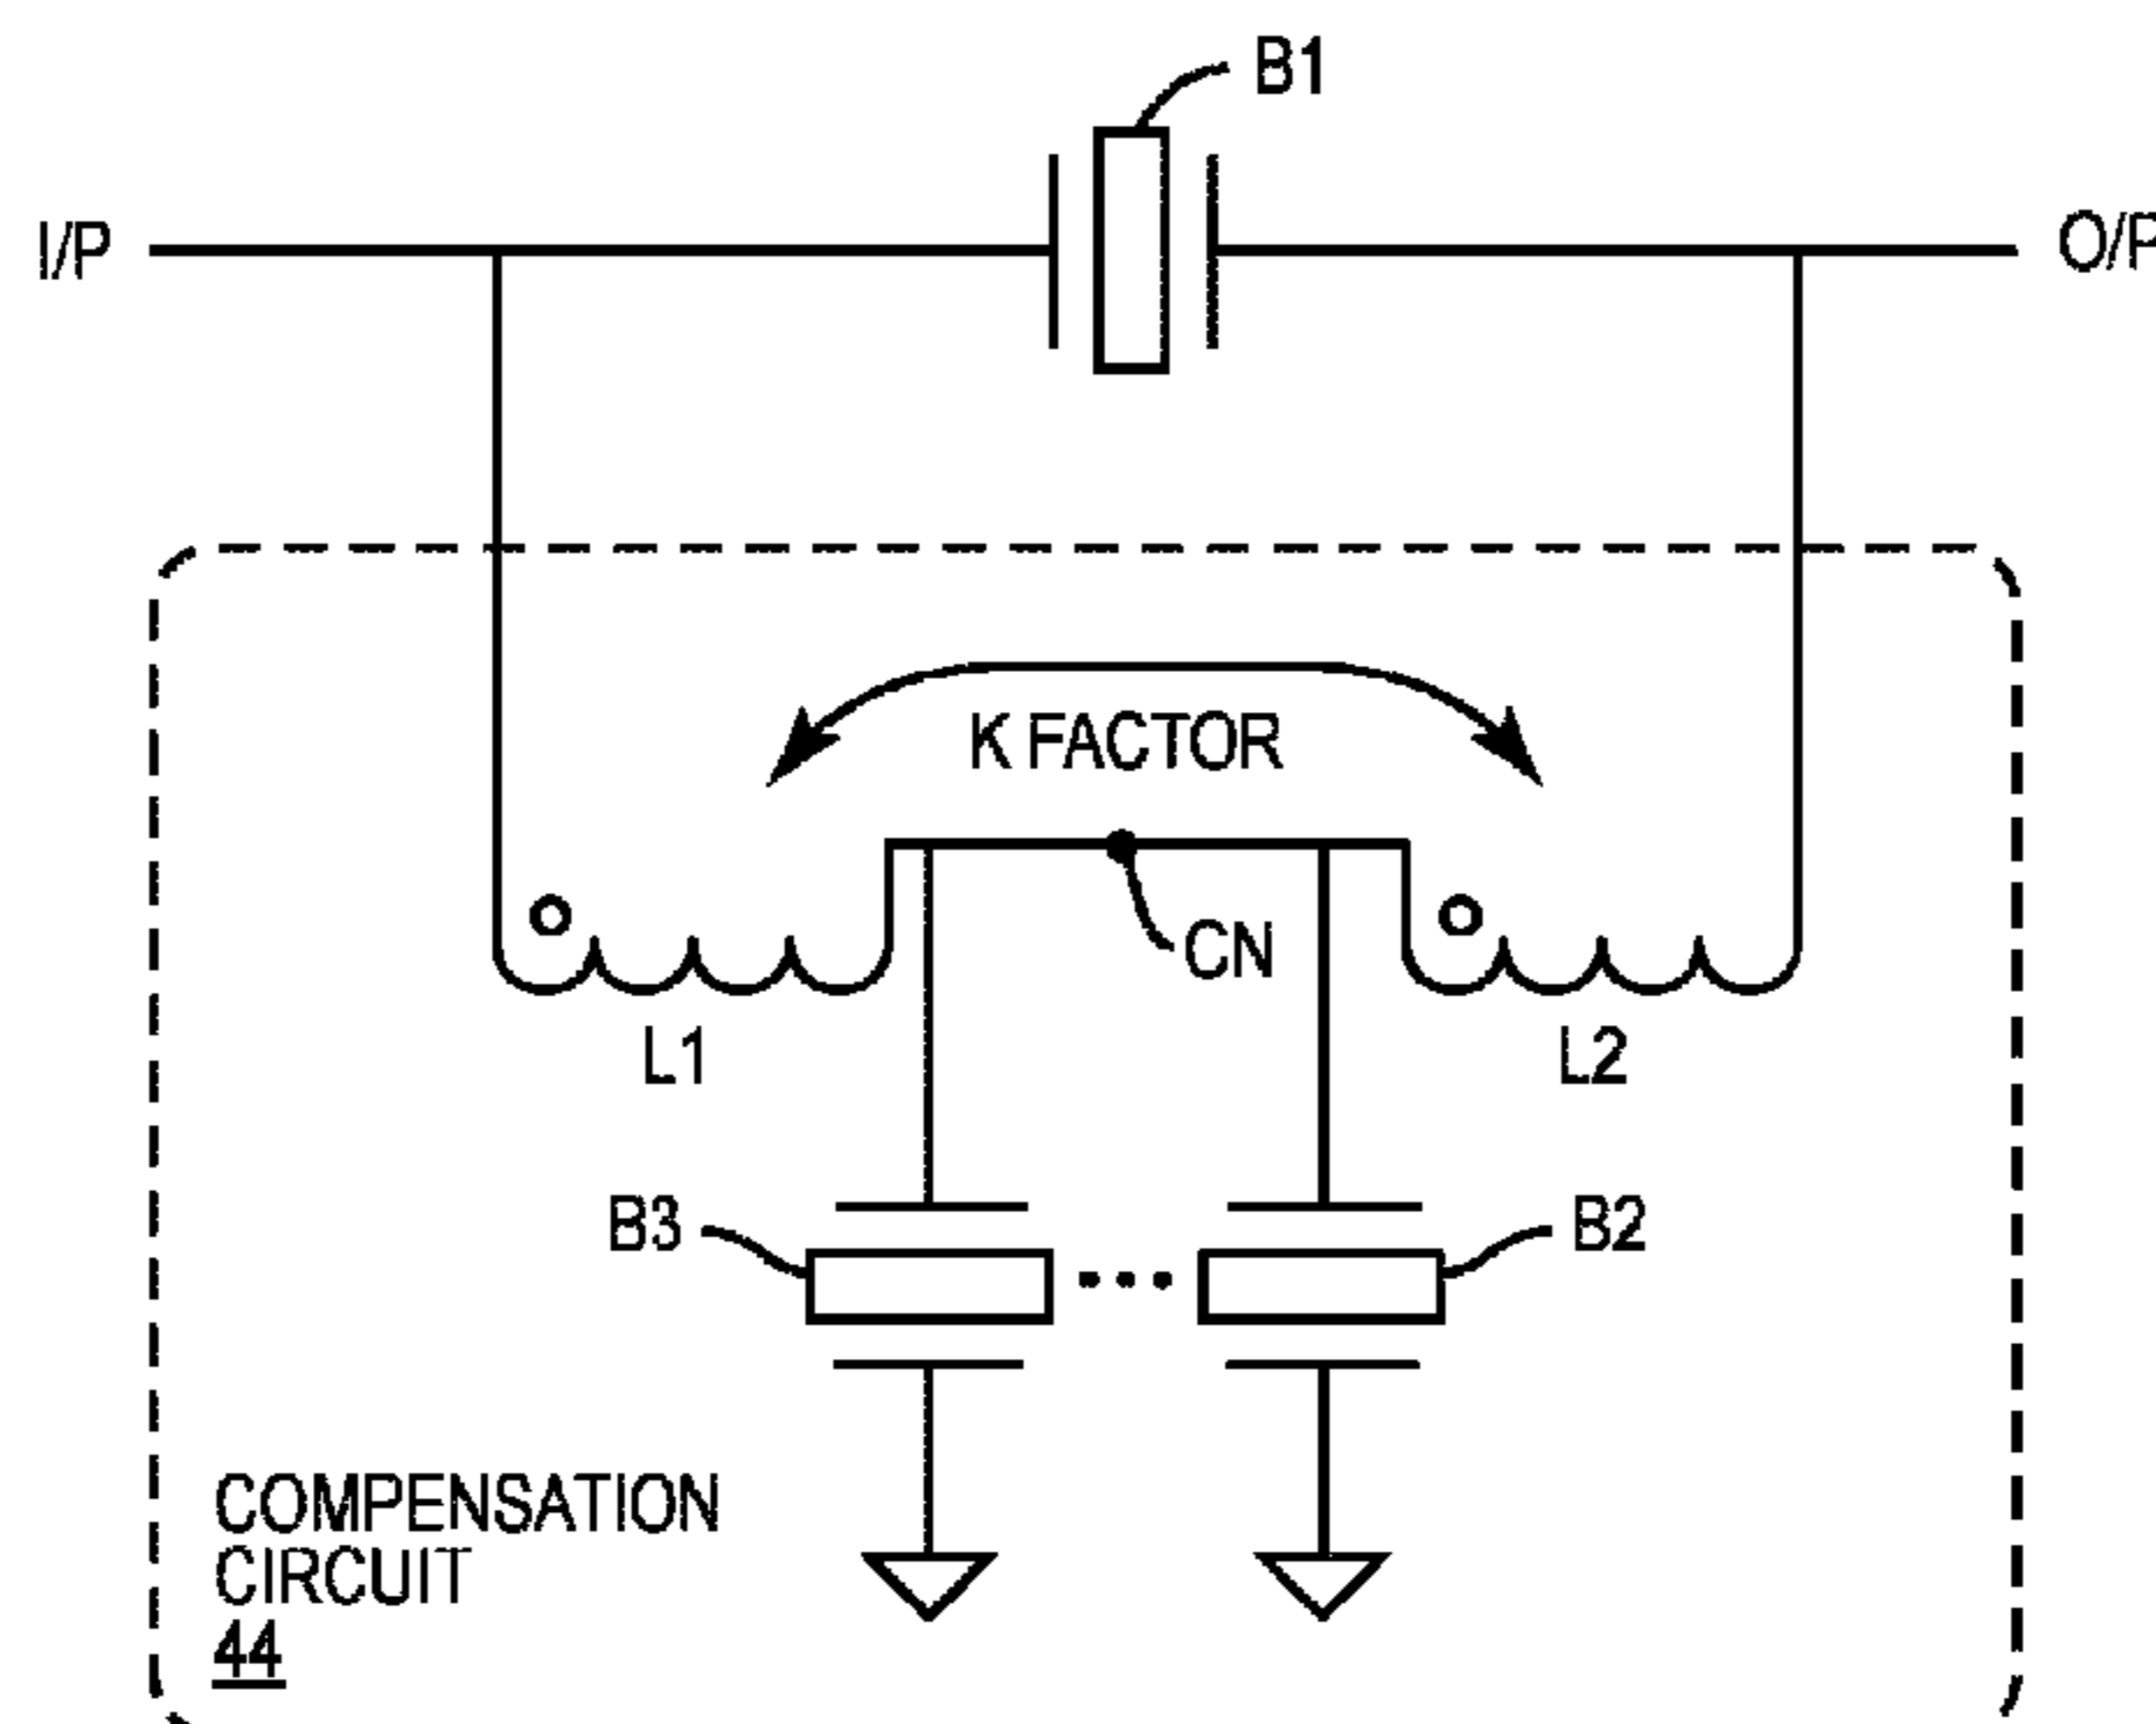 B1
I/P
O/P
K FACTOR
CN
L1
L2
B3
B2
COMPENSATION
CIRCUIT
44